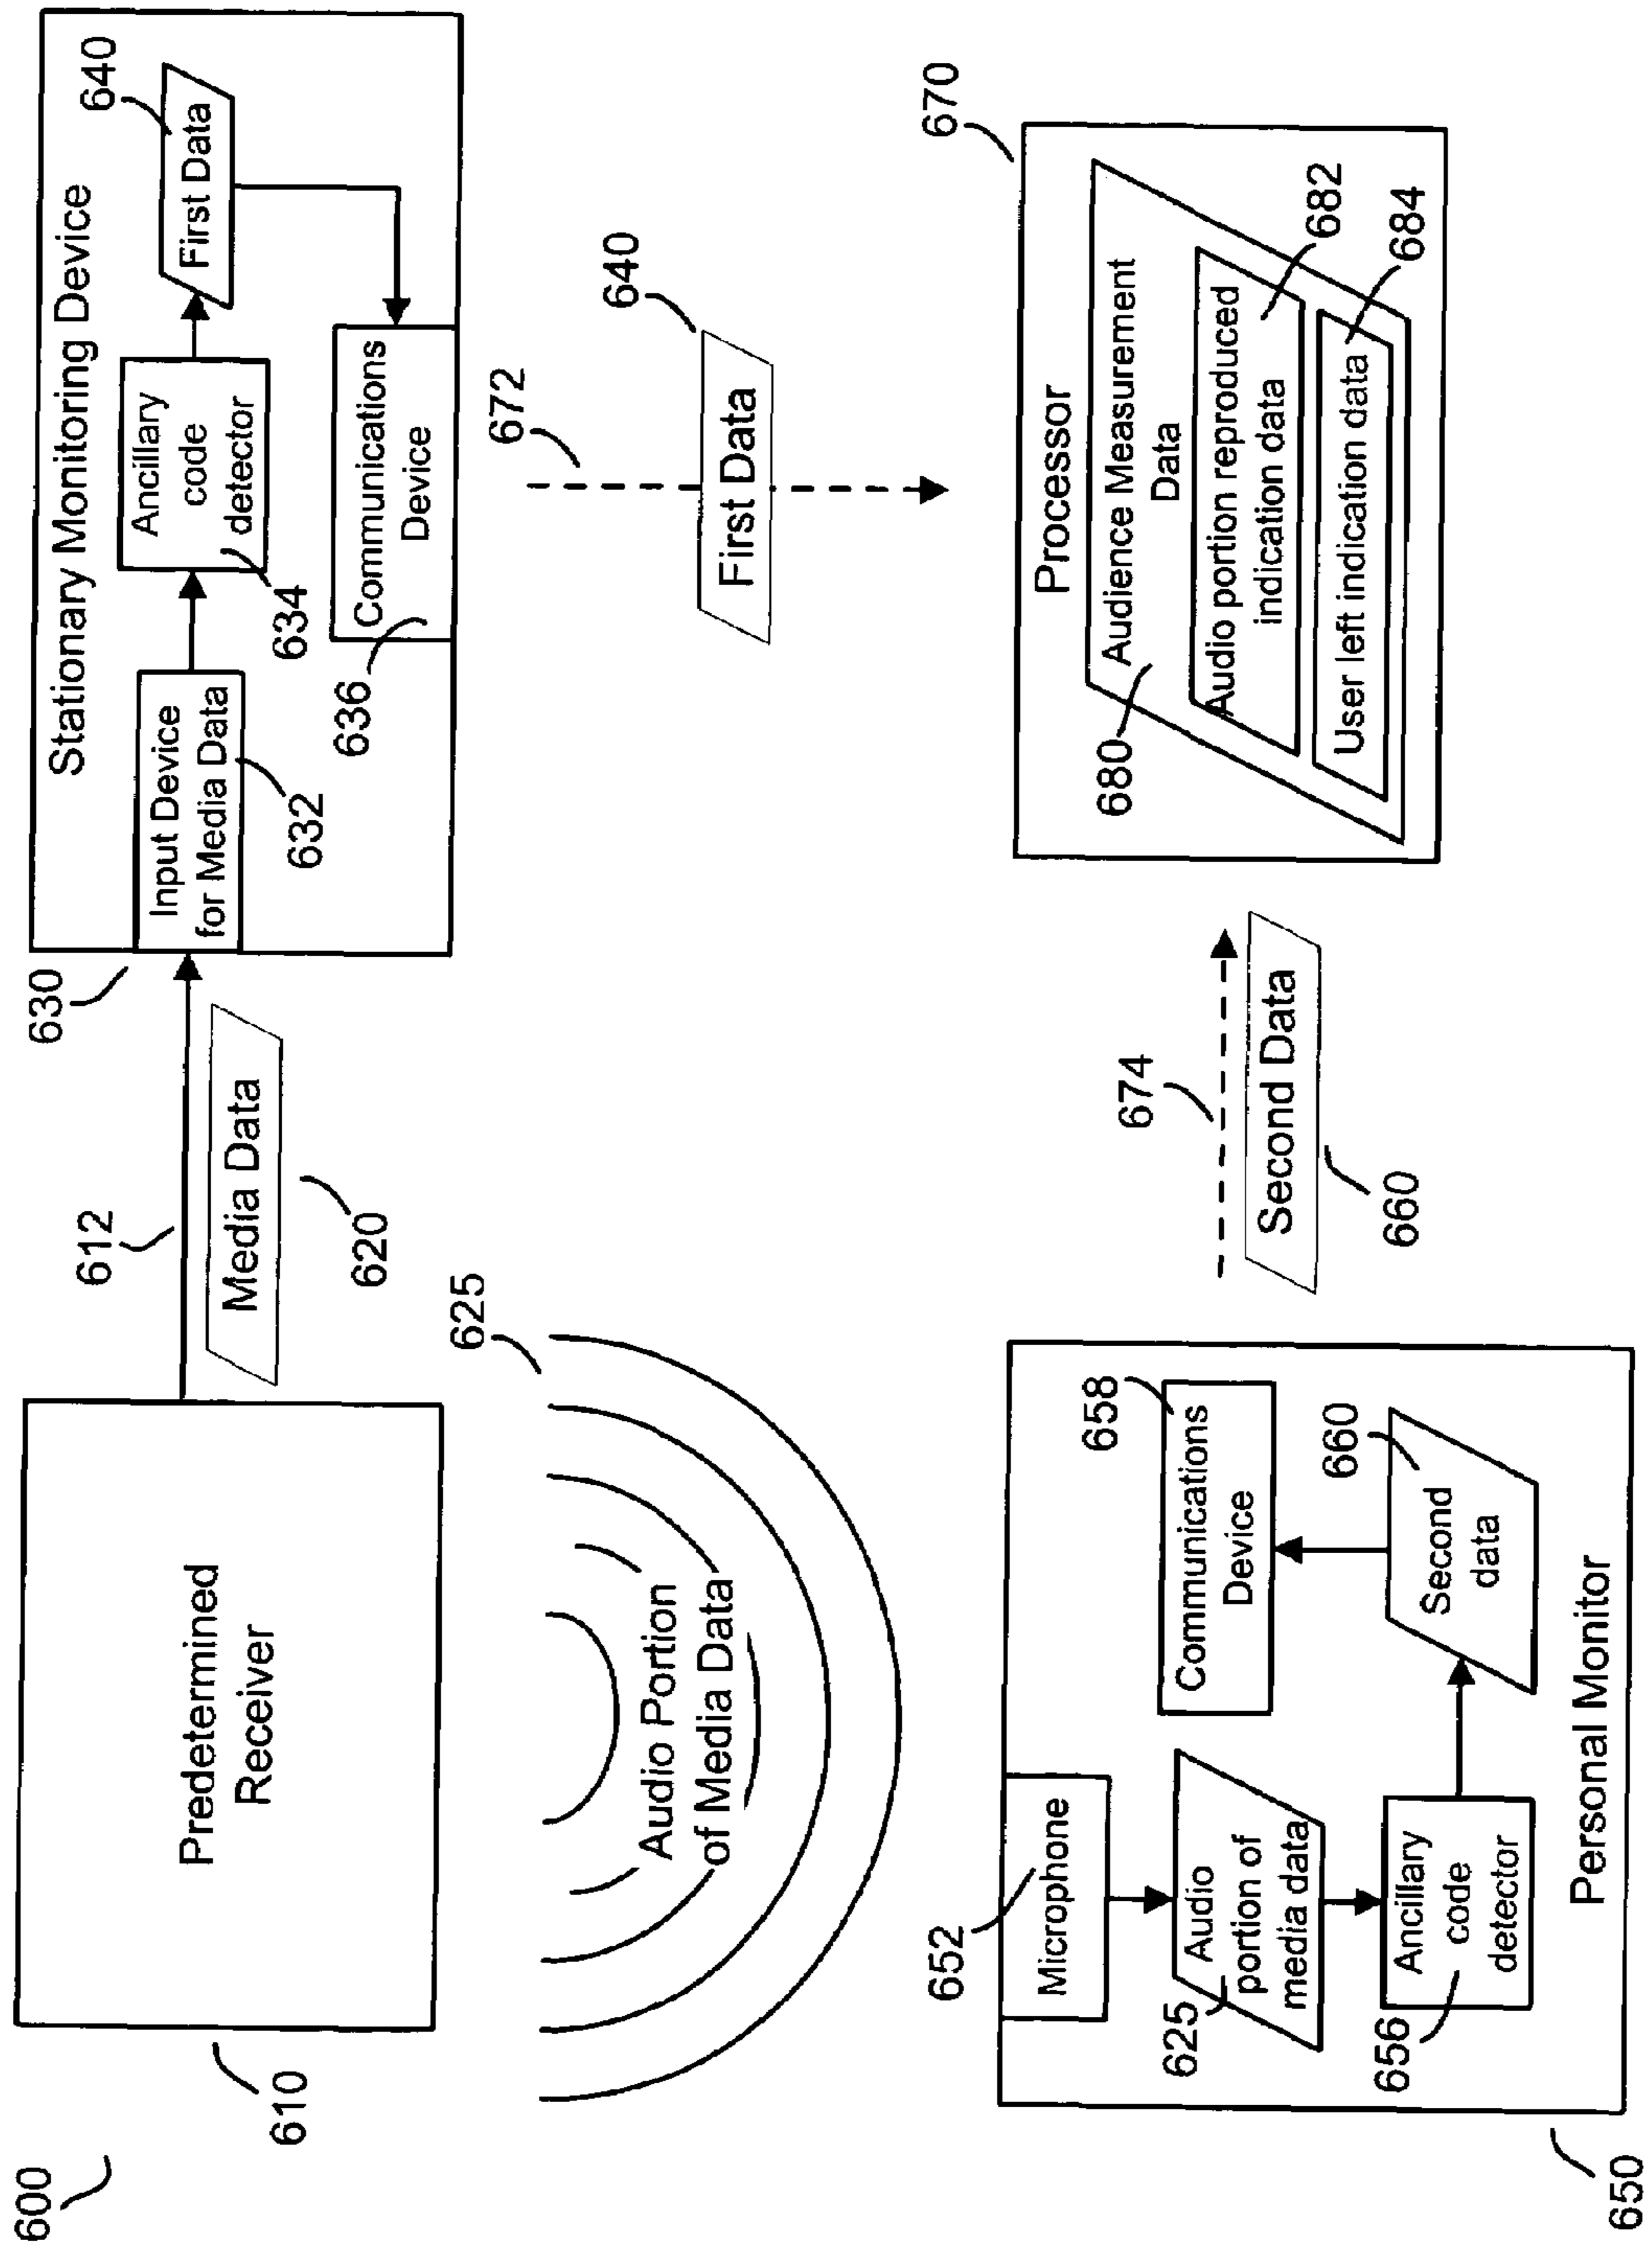 600
610
Predetermined
Receiver
612
Media Data
620
630
Stationary Monitoring Device
Input Device
for Media Data
632
Ancillary
code
detector
634
First Data
640
Communications
Device
636
625
Audio Portion
of Media Data
672
640
First Data
650
652
Microphone
Audio
portion of
media data
625
Ancillary
code
detector
656
Second
data
660
Communications
Device
658
Personal Monitor
674
Second Data
660
670
Processor
Audience Measurement
Data
680
Audio portion reproduced
indication data
682
User left indication data
684